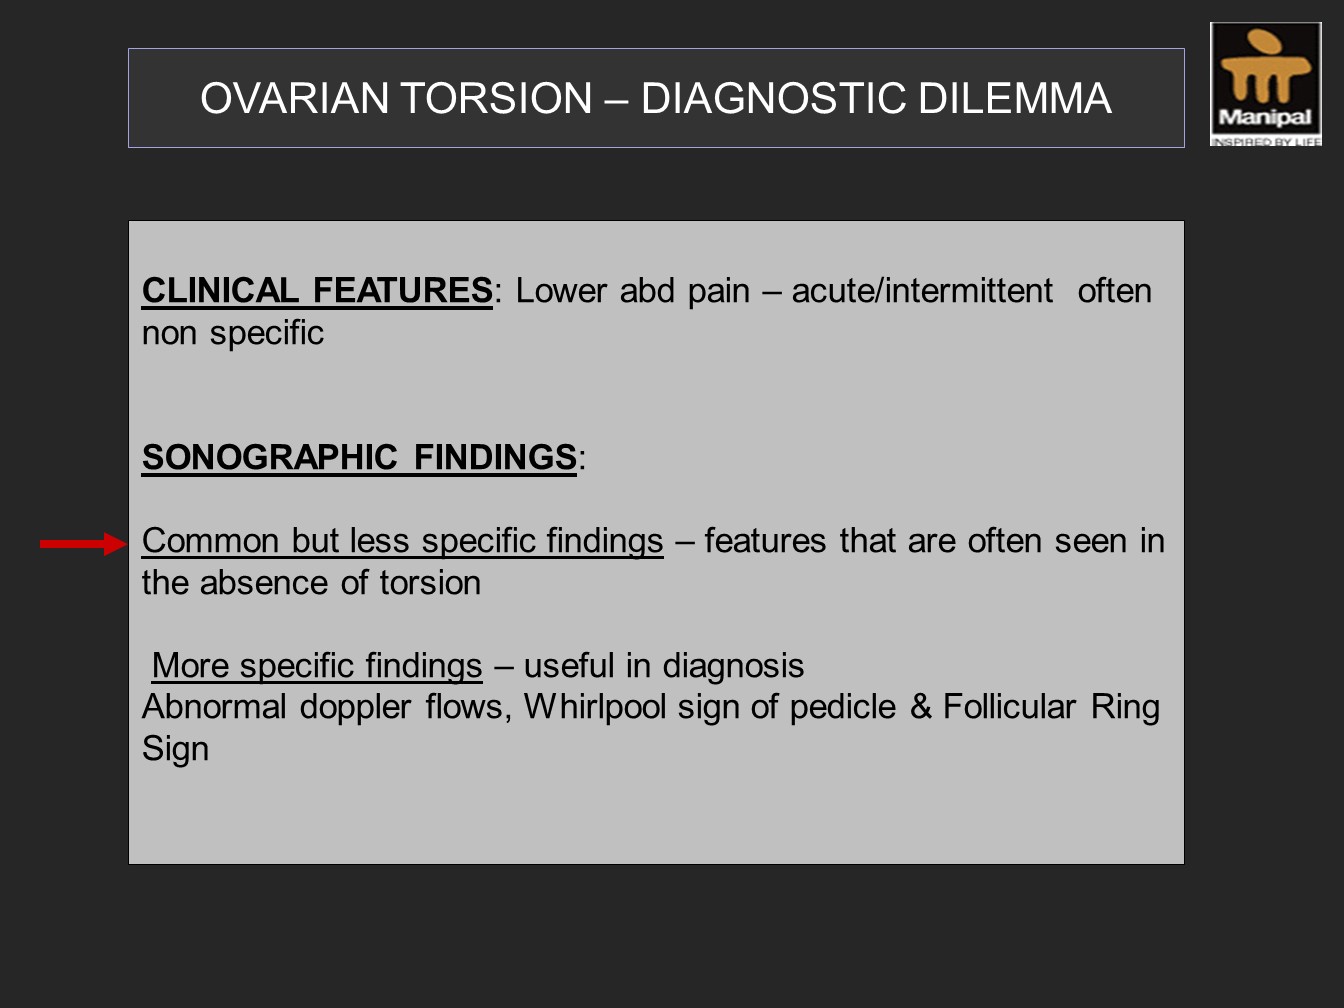 OVARIAN TORSION – DIAGNOSTIC DILEMMA
Manipal
INSPIRED BY LIFE
CLINICAL FEATURES: Lower abd pain – acute/intermittent often
non specific
SONOGRAPHIC FINDINGS:
Common but less specific findings – features that are often seen in
the absence of torsion
More specific findings – useful in diagnosis
Abnormal doppler flows, Whirlpool sign of pedicle & Follicular Ring
Sign